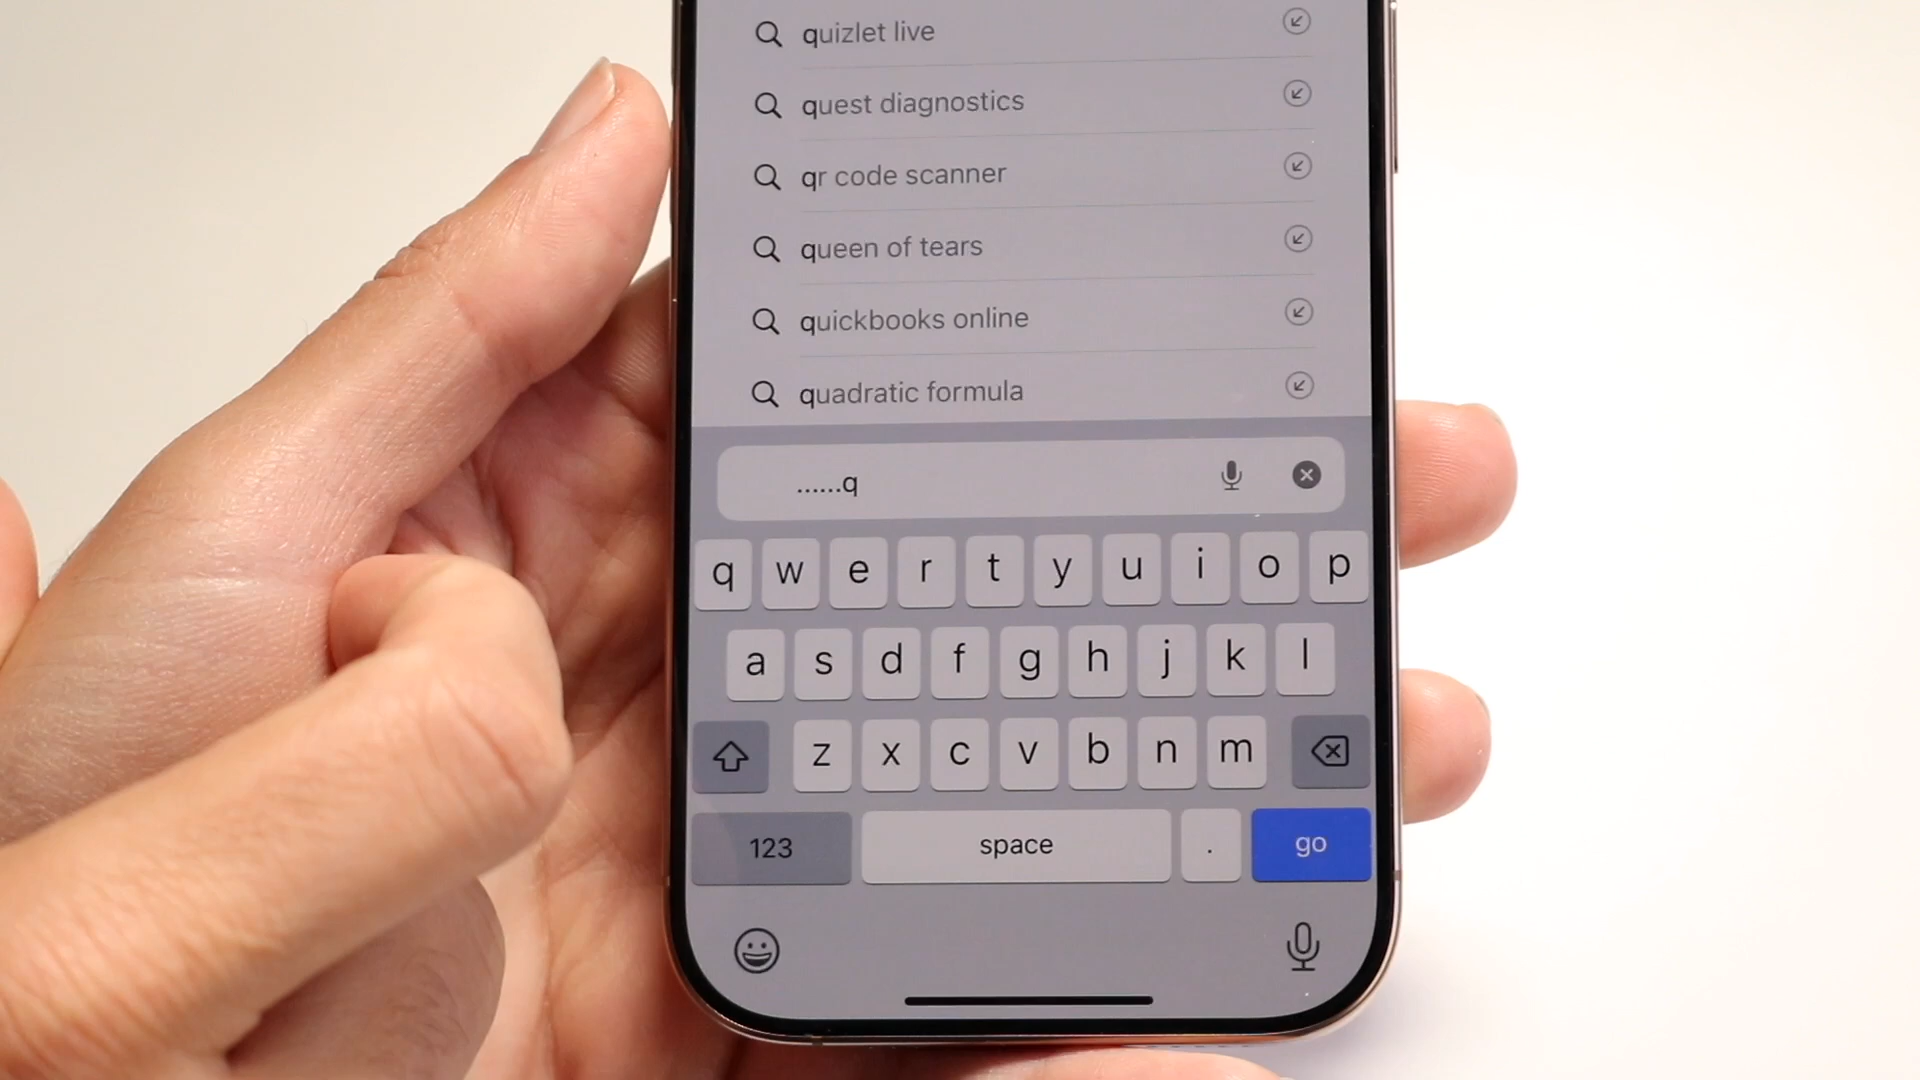 quizlet live
quest diagnostics
qr code scanner
queen of tears
quickbooks online
quadratic formula
......q
q w e r t y u i o p
a s d f g h j k l
z x c v b n m
123 space . go